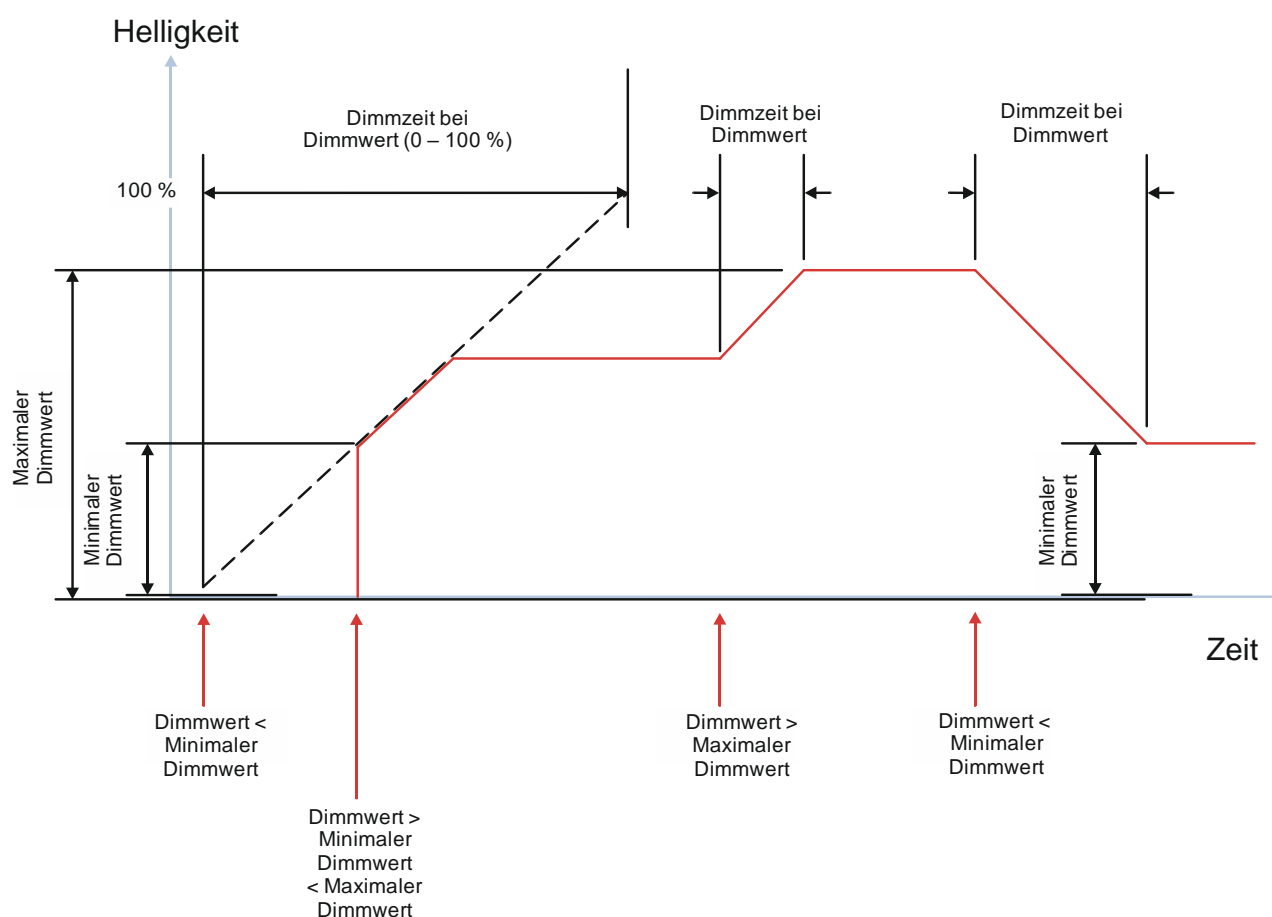 Helligkeit
Dimmzeit bei
Dimmwert (0 – 100 %)
Dimmzeit bei
Dimmwert
Dimmzeit bei
Dimmwert
100 %
Maximaler
Dimmwert
Minimaler
Dimmwert
Minimaler
Dimmwert
Zeit
Dimmwert <
Minimaler
Dimmwert
Dimmwert >
Minimaler
Dimmwert
< Maximaler
Dimmwert
Dimmwert >
Maximaler
Dimmwert
Dimmwert <
Minimaler
Dimmwert